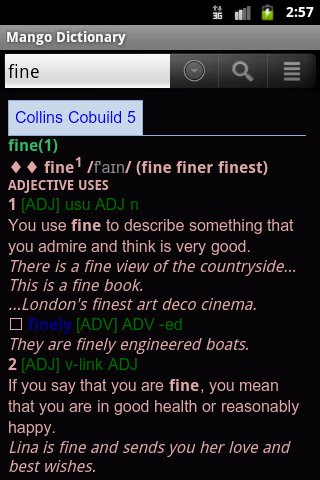 3G 2:57
Mango Dictionary
fine
Collins Cobuild 5
fine(1)
♦♦ fine1 /f'aɪn/ (fine finer finest)
ADJECTIVE USES
1 [ADJ] usu ADJ n
You use fine to describe something that
you admire and think is very good.
There is a fine view of the countryside...
This is a fine book.
...London's finest art deco cinema.
☐ finely [ADV] ADV -ed
They are finely engineered boats.
2 [ADJ] v-link ADJ
If you say that you are fine, you mean
that you are in good health or reasonably
happy.
Lina is fine and sends you her love and
best wishes.